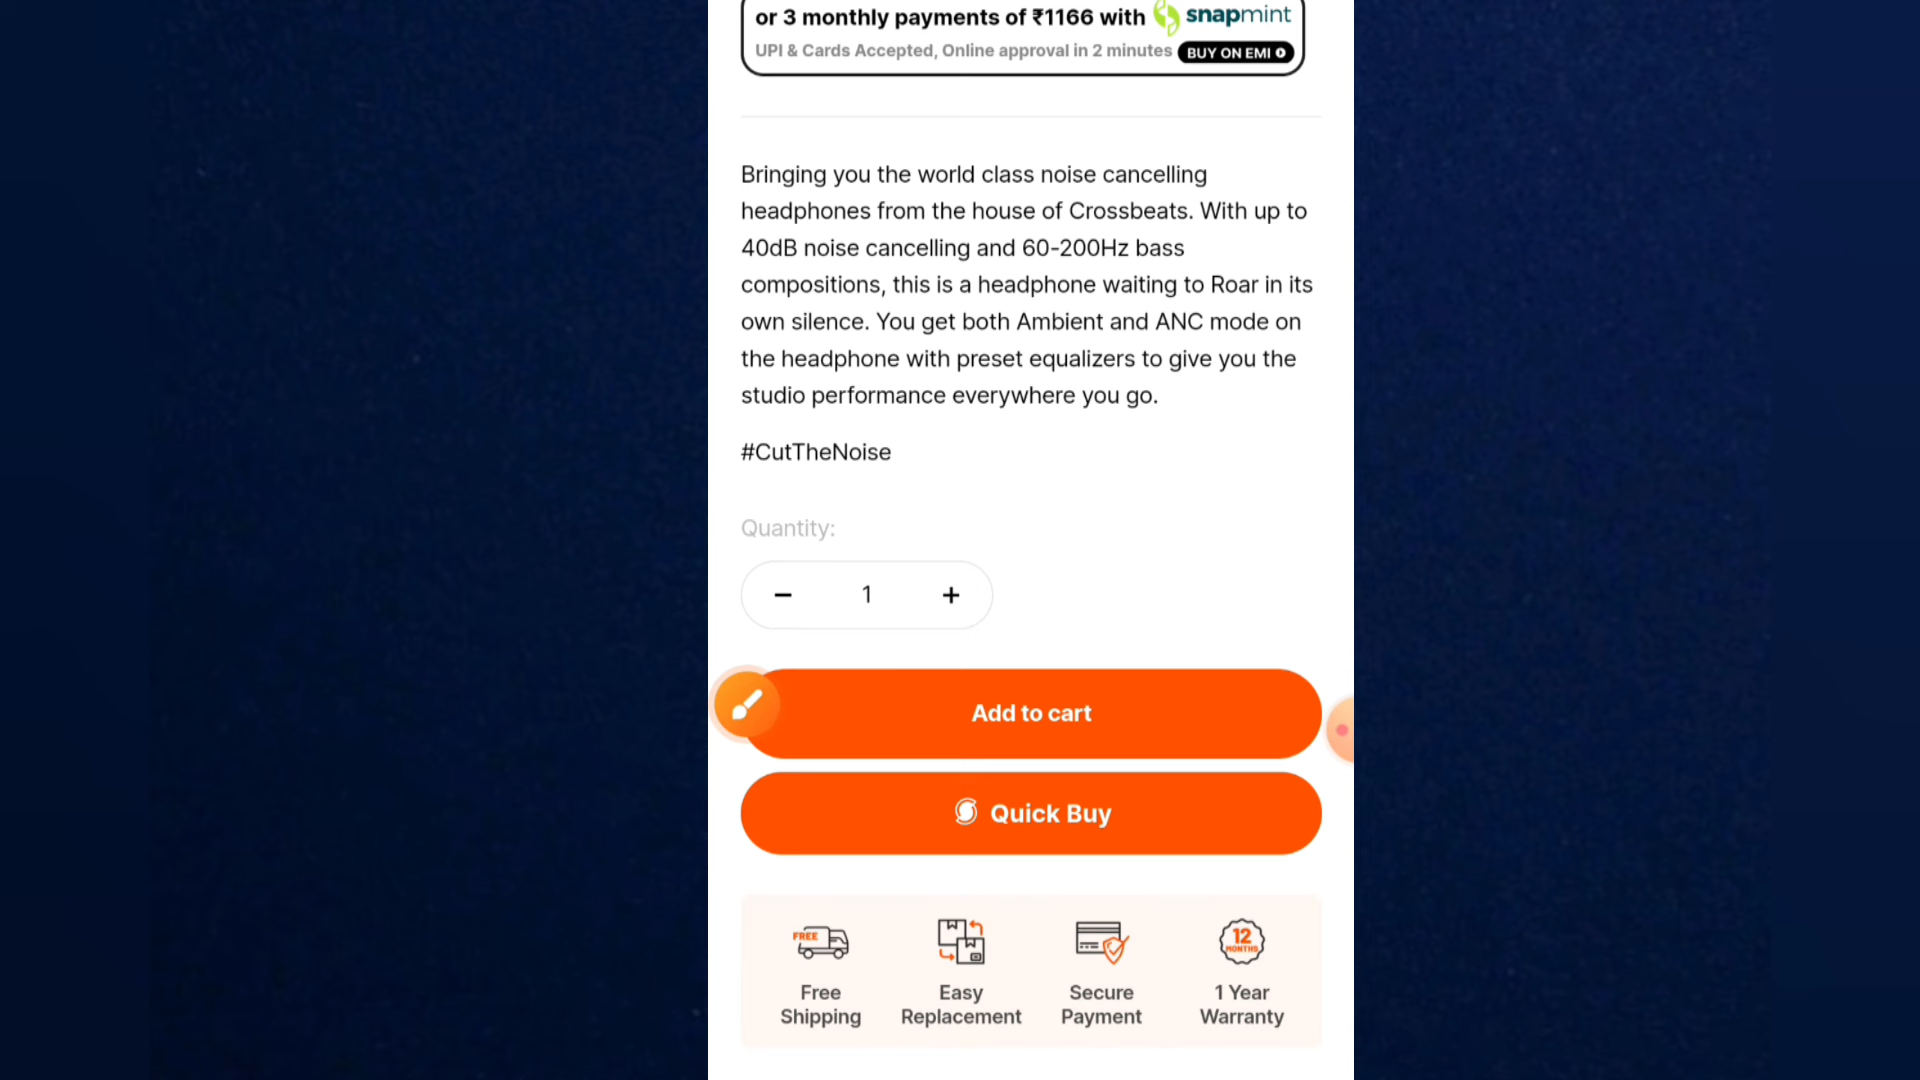 or 3 monthly payments of ₹1166 with snapmint
UPI & Cards Accepted, Online approval in 2 minutes BUY ON EMI
Bringing you the world class noise cancelling
headphones from the house of Crossbeats. With up to
40dB noise cancelling and 60-200Hz bass
compositions, this is a headphone waiting to Roar in its
own silence. You get both Ambient and ANC mode on
the headphone with preset equalizers to give you the
studio performance everywhere you go.
#CutTheNoise
Quantity:
− 1 +
Add to cart
Quick Buy
FREE
12
MONTHS
Free Easy Secure 1 Year
Shipping Replacement Payment Warranty